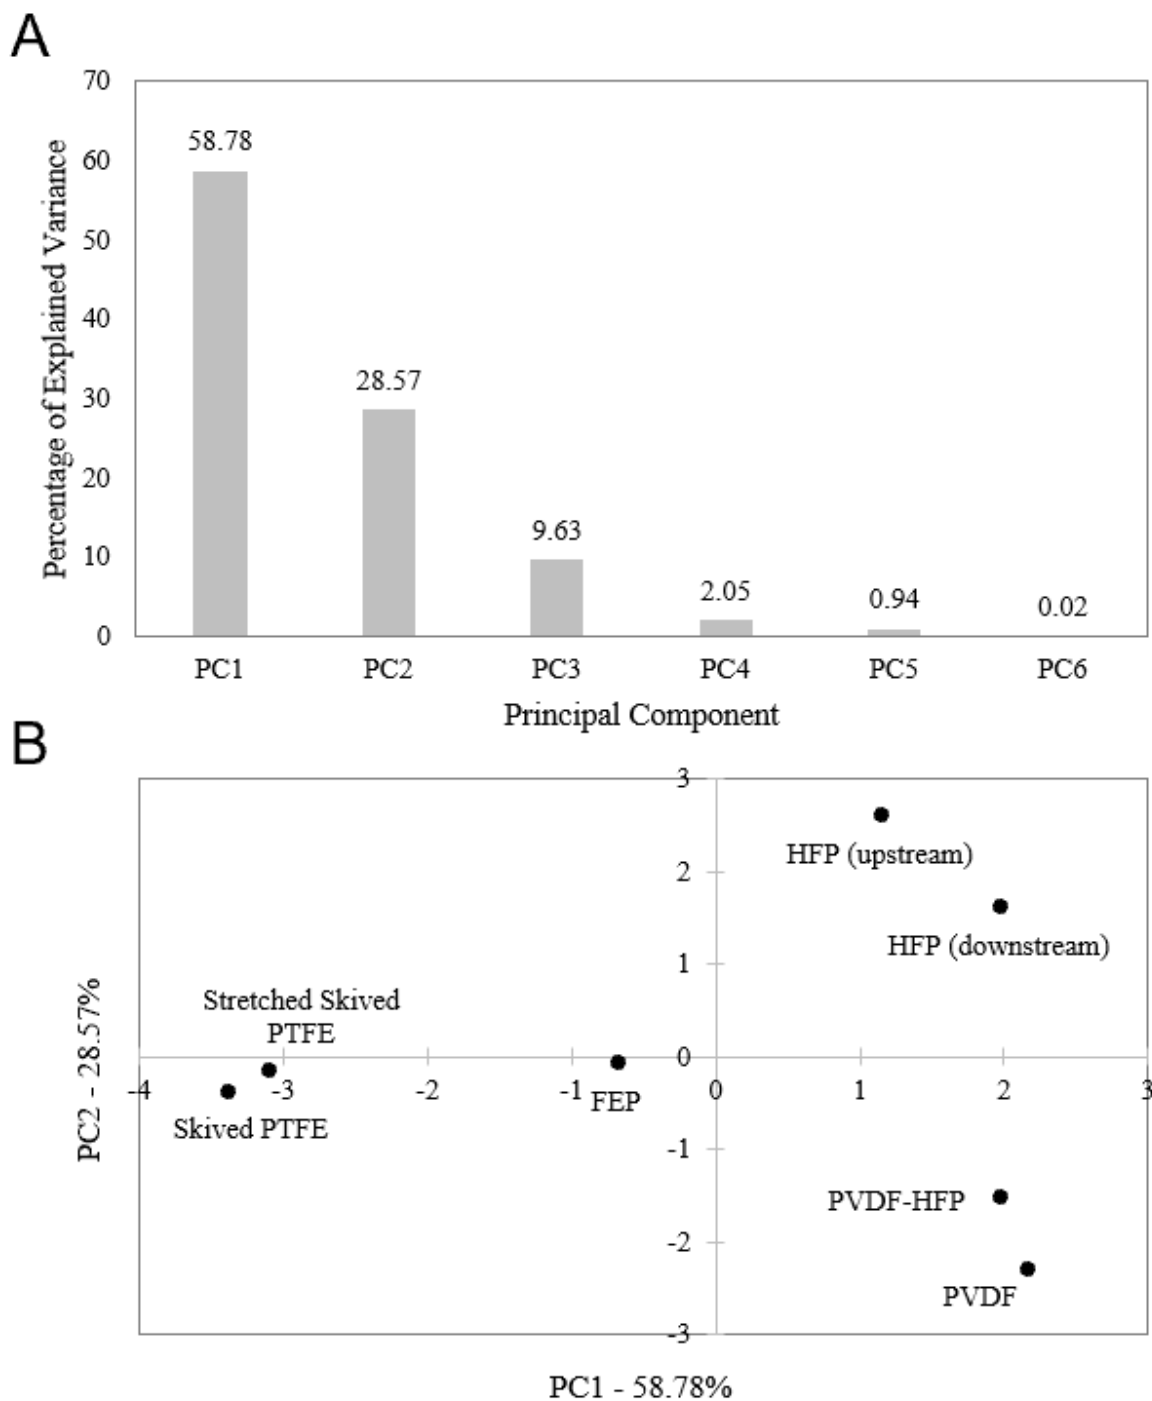 A
70
60
50
40
30
20
10
0
Percentage of Explained Variance
58.78
28.57
9.63
2.05
0.94
0.02
PC1
PC2
PC3
PC4
PC5
PC6
Principal Component
B
3
2
1
0
-1
-2
-3
-4
-3
-2
-1
0
1
2
3
PC2 - 28.57%
HFP (upstream)
HFP (downstream)
Stretched Skived
PTFE
Skived PTFE
FEP
PVDF-HFP
PVDF
PC1 - 58.78%